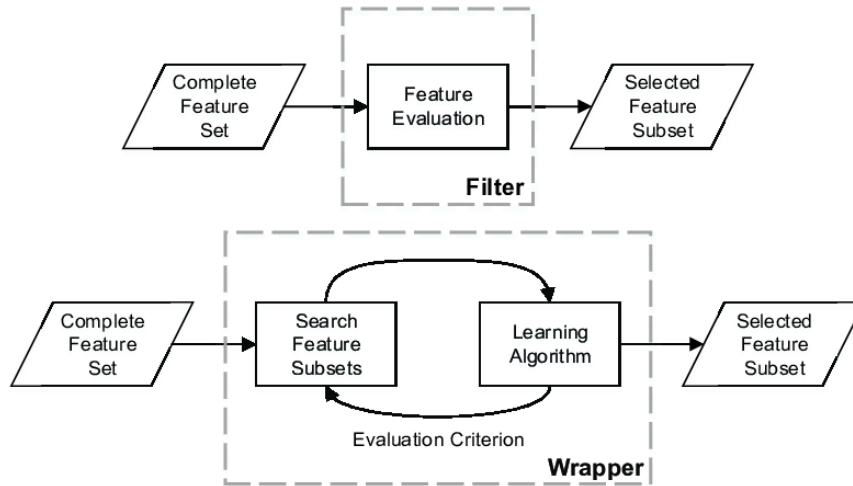 Complete
Feature
Set
Feature
Evaluation
Selected
Feature
Subset
Filter
Complete
Feature
Set
Search
Feature
Subsets
Learning
Algorithm
Selected
Feature
Subset
Evaluation Criterion
Wrapper